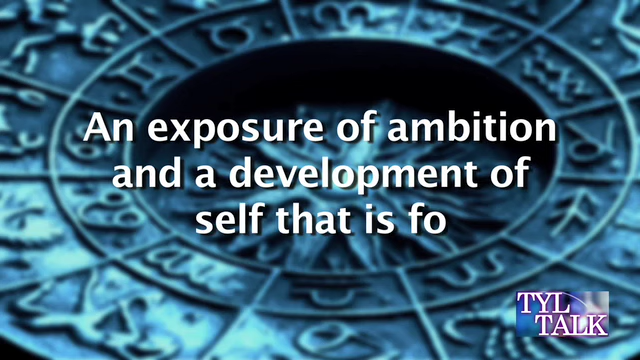 An exposure of ambition
and a development of
self that is fo
TYL
TALK